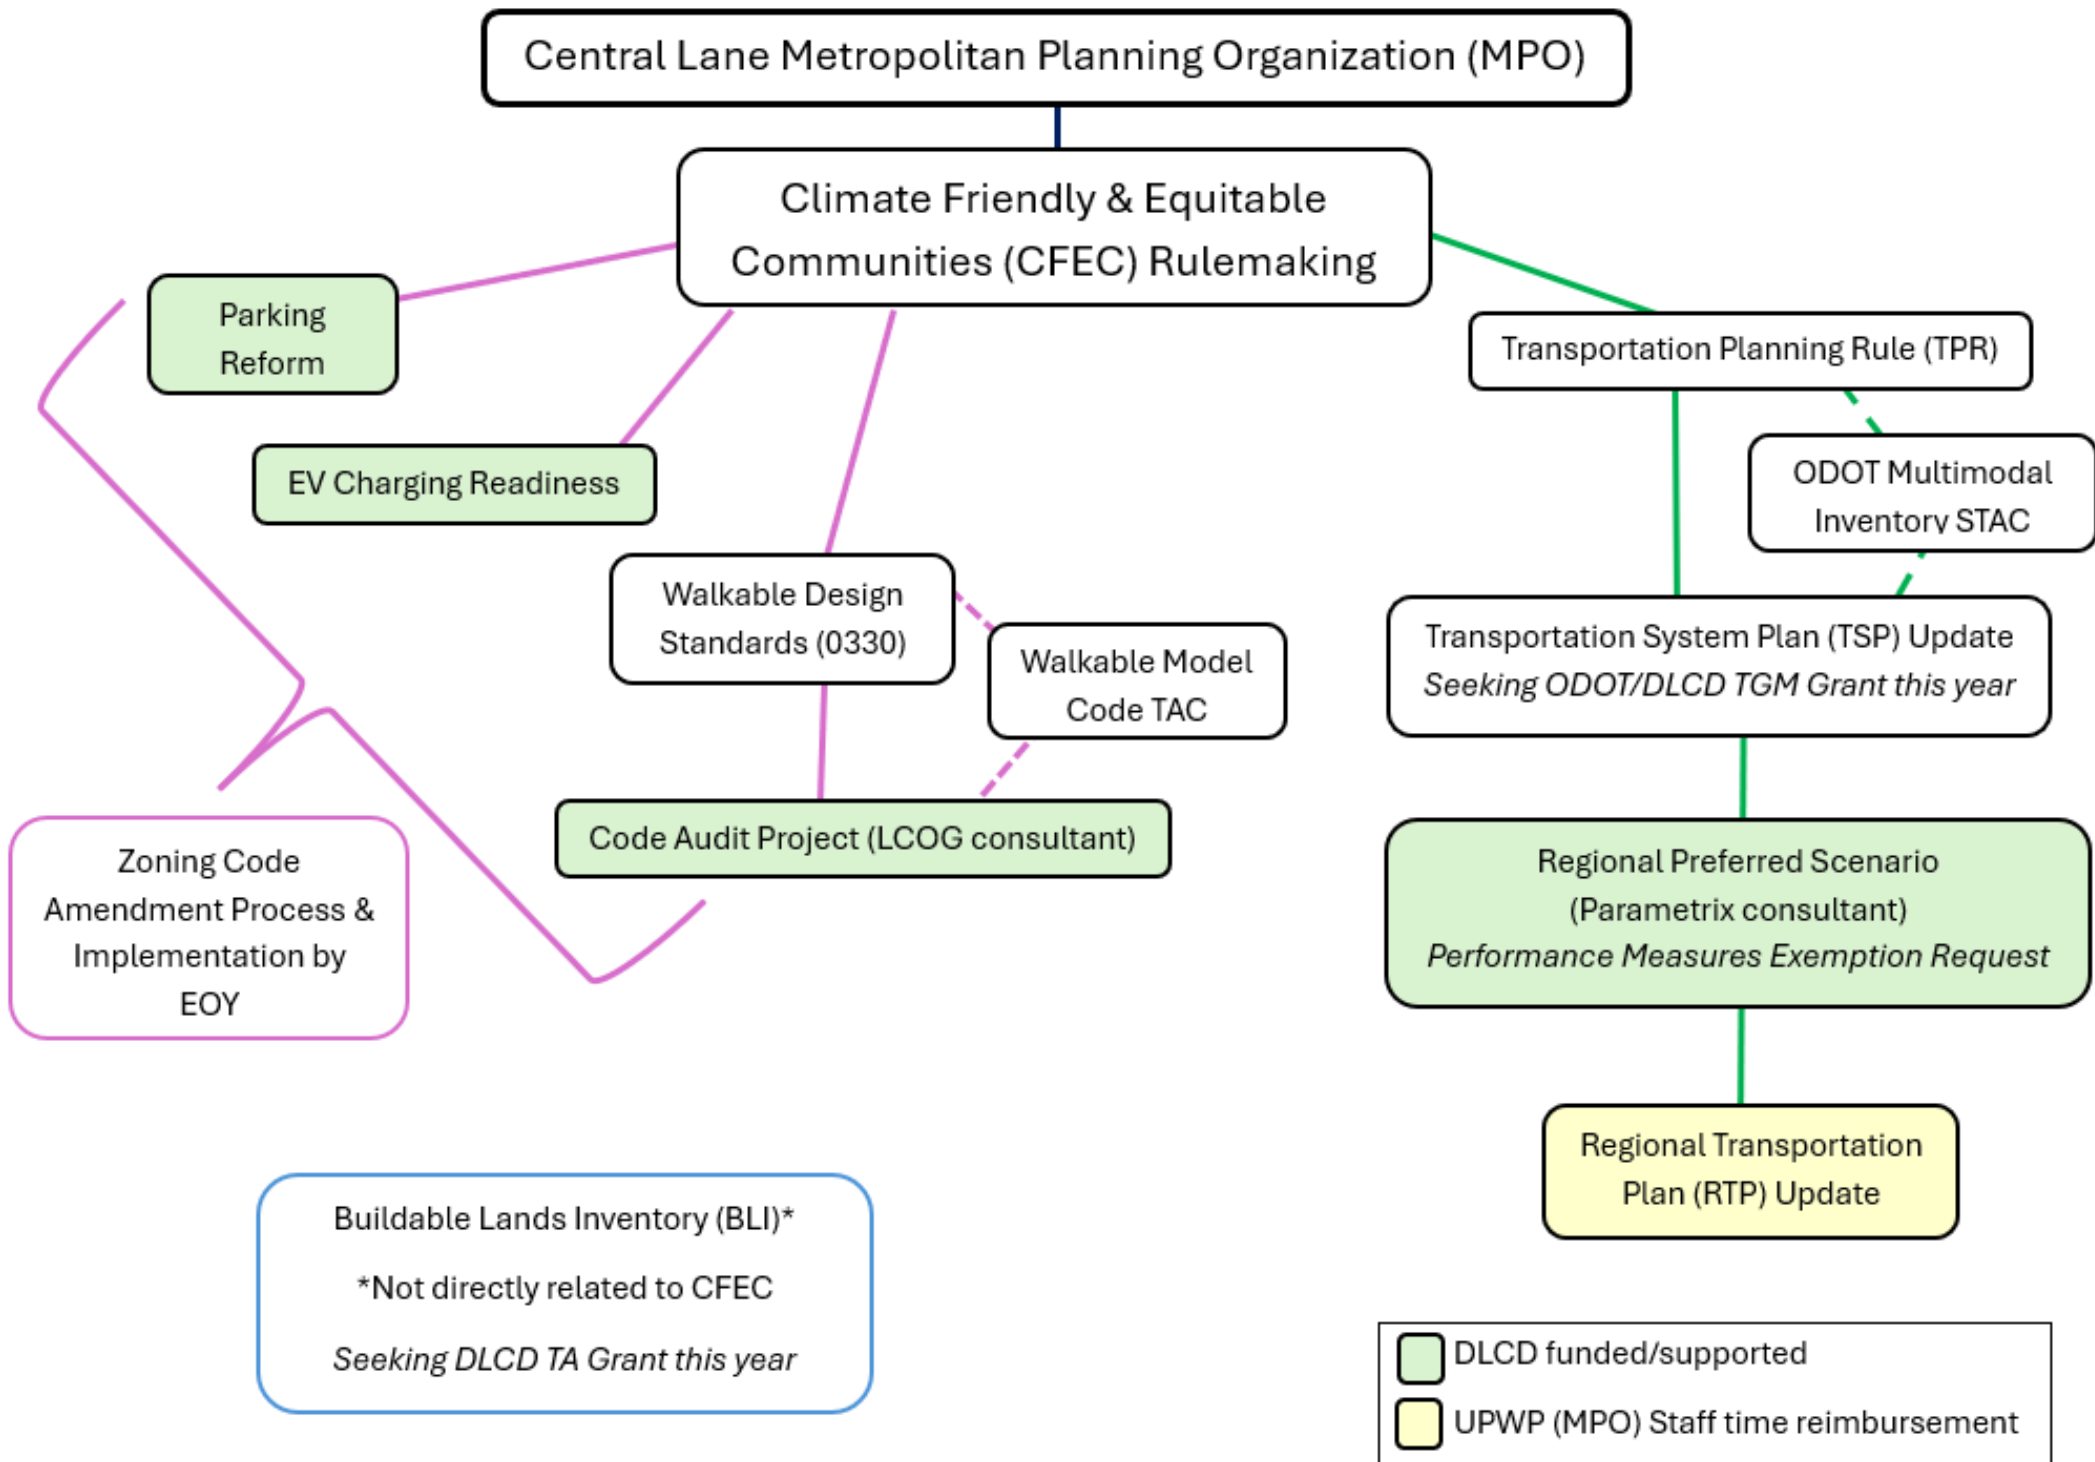 Central Lane Metropolitan Planning Organization (MPO)
Climate Friendly & Equitable
Communities (CFEC) Rulemaking
Parking
Reform
EV Charging Readiness
Walkable Design
Standards (0330)
Walkable Model
Code TAC
Code Audit Project (LCOG consultant)
Zoning Code
Amendment Process &
Implementation by
EOY
Transportation Planning Rule (TPR)
ODOT Multimodal
Inventory STAC
Transportation System Plan (TSP) Update
Seeking ODOT/DLCD TGM Grant this year
Regional Preferred Scenario
(Parametrix consultant)
Performance Measures Exemption Request
Regional Transportation
Plan (RTP) Update
Buildable Lands Inventory (BLI)*
*Not directly related to CFEC
Seeking DLCD TA Grant this year
DLCD funded/supported
UPWP (MPO) Staff time reimbursement